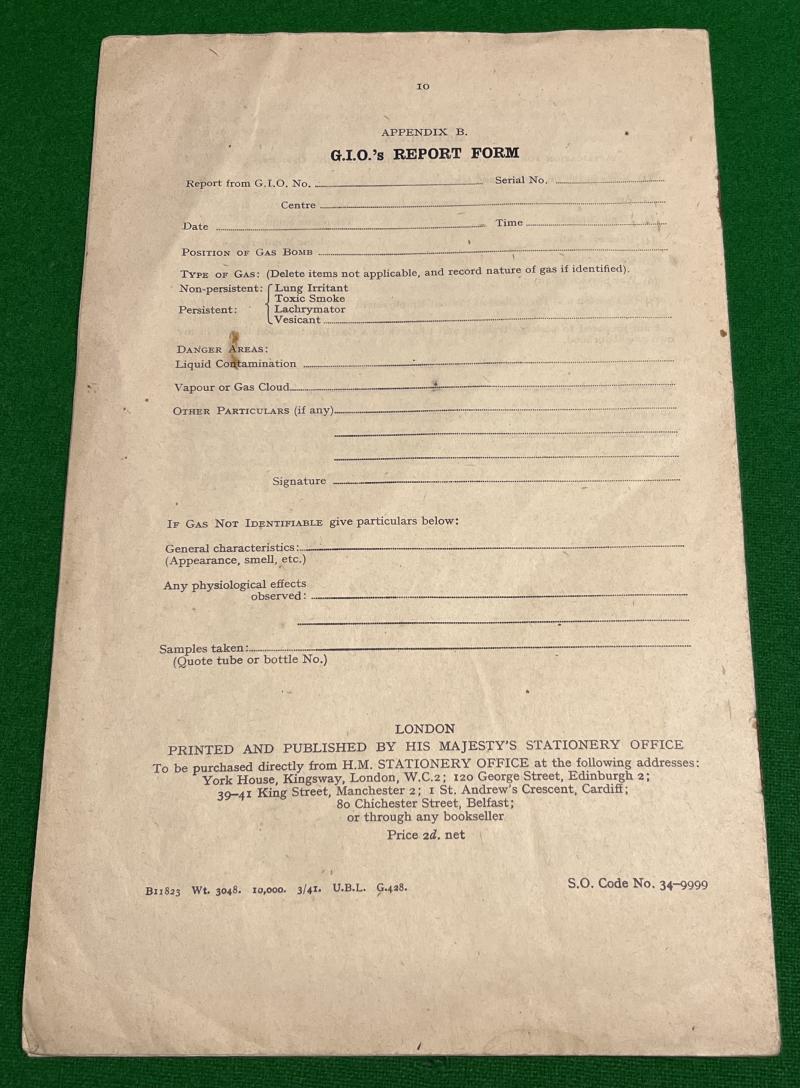 10
APPENDIX B.
G.I.O.'s REPORT FORM
Report from G.I.O. No. Serial No.
Centre
Date Time
POSITION OF GAS BOMB
TYPE OF GAS: (Delete items not applicable, and record nature of gas if identified).
Non-persistent: Lung Irritant
Toxic Smoke
Persistent: Lachrymator
Vesicant
DANGER AREAS:
Liquid Contamination
Vapour or Gas Cloud
OTHER PARTICULARS (if any)
Signature
IF GAS NOT IDENTIFIABLE give particulars below:
General characteristics:
(Appearance, smell, etc.)
Any physiological effects
observed:
Samples taken:
(Quote tube or bottle No.)
LONDON
PRINTED AND PUBLISHED BY HIS MAJESTY'S STATIONERY OFFICE
To be purchased directly from H.M. STATIONERY OFFICE at the following addresses:
York House, Kingsway, London, W.C.2; 120 George Street, Edinburgh 2;
39–41 King Street, Manchester 2; 1 St. Andrew's Crescent, Cardiff;
80 Chichester Street, Belfast;
or through any bookseller
Price 2d. net
B11823 Wt. 3048. 10,000. 3/41. U.B.L. G.428. S.O. Code No. 34–9999